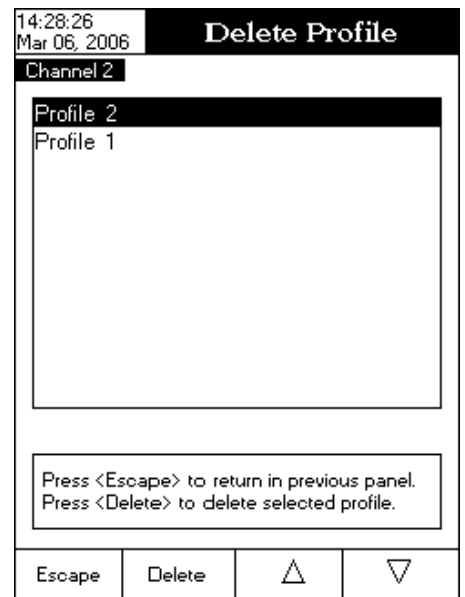 14:28:26
Mar 06, 2006
Delete Profile
Channel 2
Profile 2
Profile 1
Press <Escape> to return in previous panel.
Press <Delete> to delete selected profile.
Escape
Delete